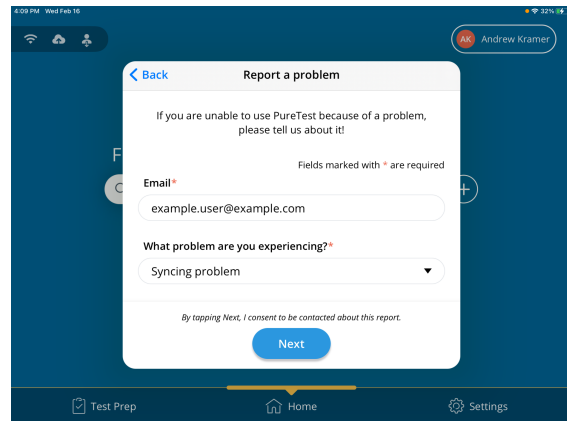 4:09 PM Wed Feb 16
32%
AK Andrew Kramer
Back
Report a problem
If you are unable to use PureTest because of a problem,
please tell us about it!
F
Fields marked with * are required
Email*
example.user@example.com
What problem are you experiencing?*
Syncing problem
By tapping Next, I consent to be contacted about this report.
Next
Test Prep
Home
Settings